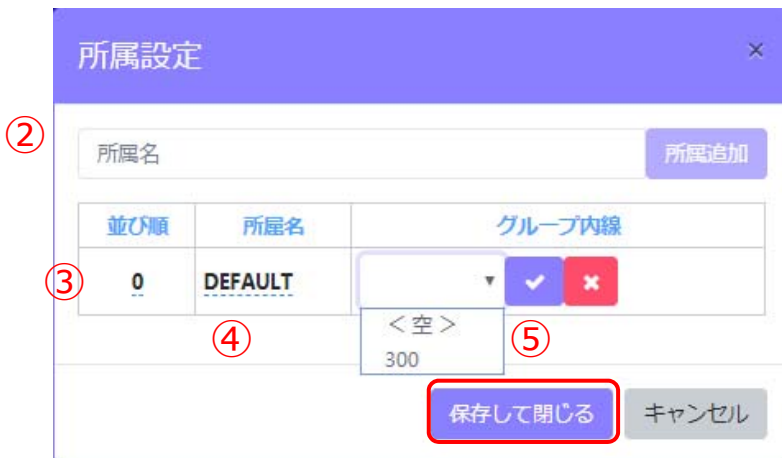 所属設定 ×
②
所属名 所属追加
並び順 所属名 グループ内線
③ 0 DEFAULT
④ <空> ⑤
300
保存して閉じる キャンセル